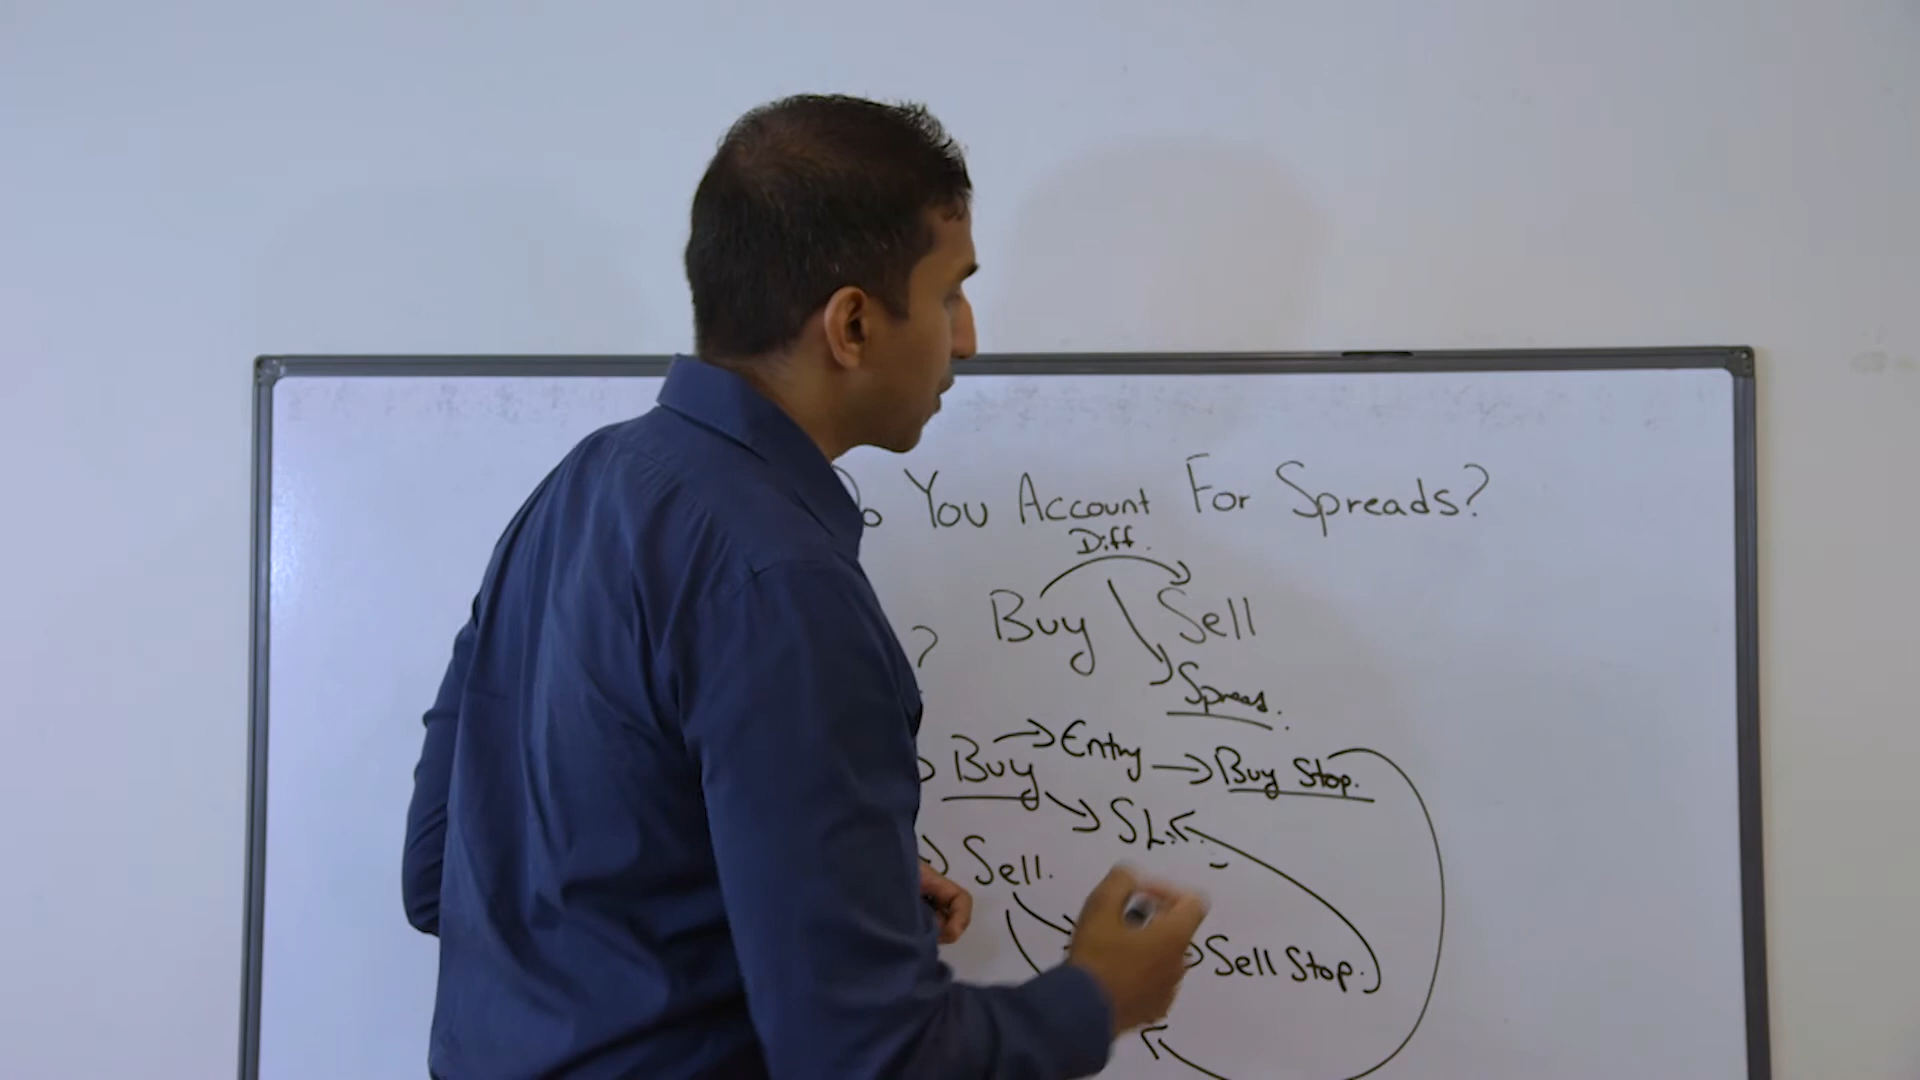 You Account For Spreads?
Diff.
Buy Sell
?
Spread.
Buy → Entry → Buy Stop.
SL.
Sell.
Sell Stop.